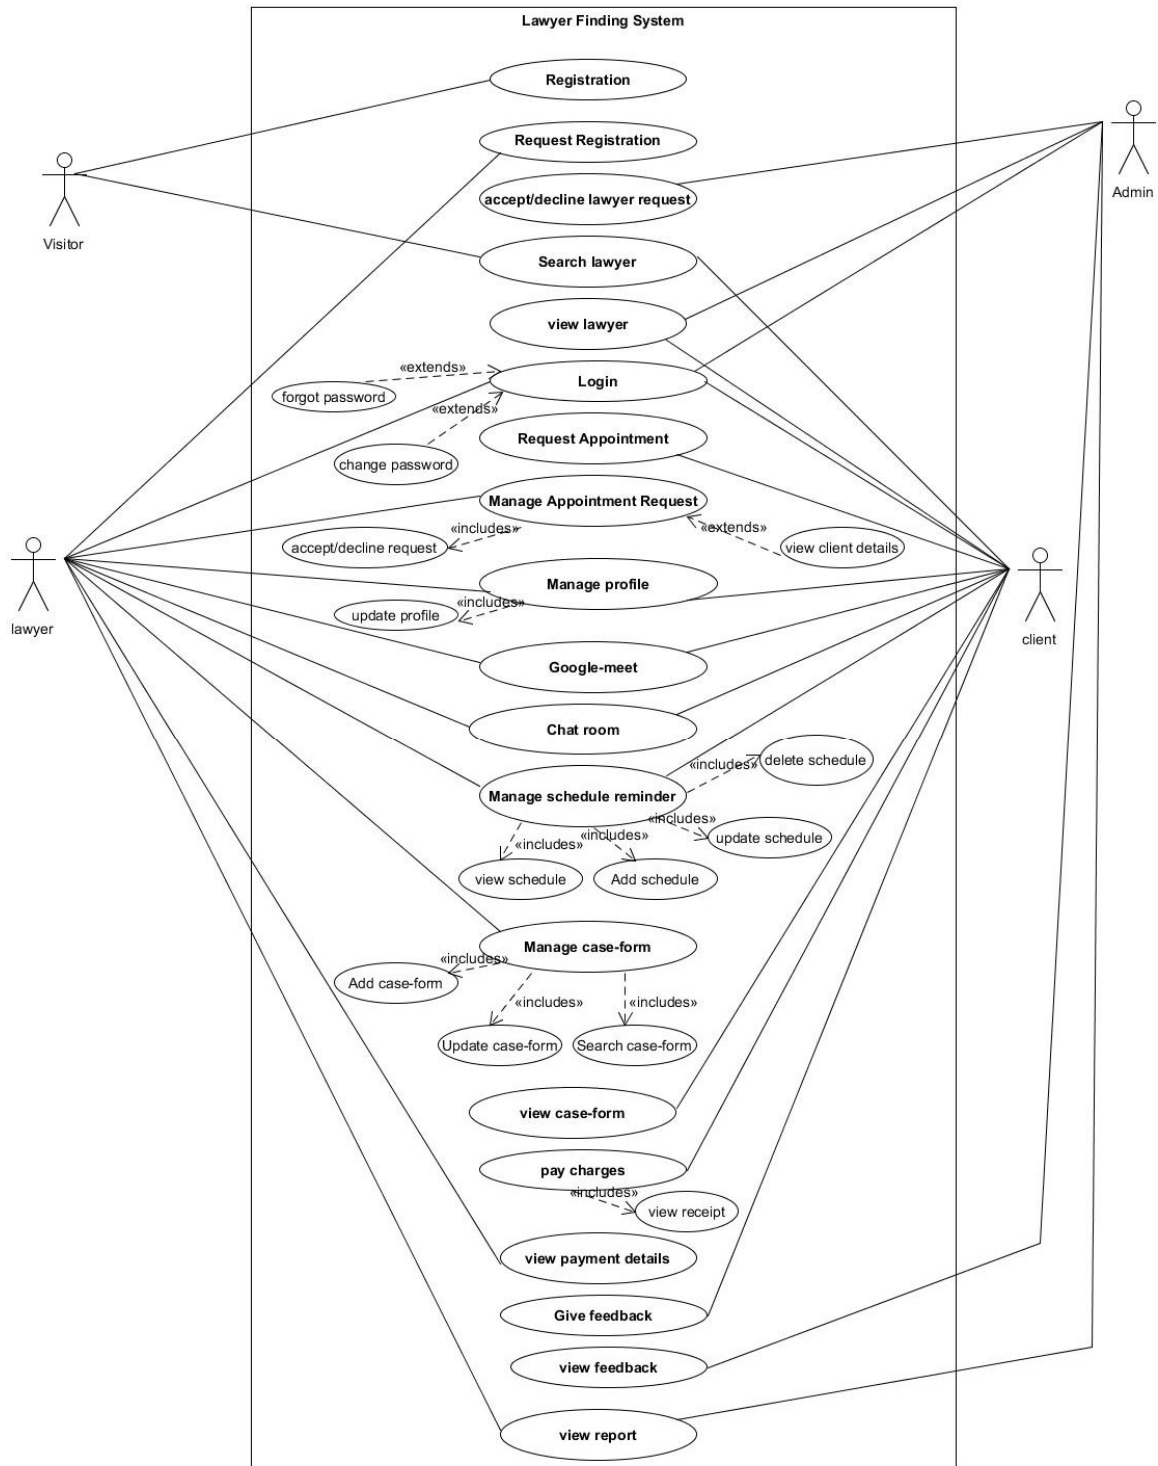 Lawyer Finding System
Registration
Request Registration
Admin
accept/decline lawyer request
Visitor
Search lawyer
view lawyer
«extends»
Login
forgot password
«extends»
Request Appointment
change password
Manage Appointment Request
«includes»
«extends»
accept/decline request
view client details
Manage profile
«includes»
update profile
lawyer
client
Google-meet
Chat room
delete schedule
«includes»
Manage schedule reminder
«includes»
update schedule
«includes»
«includes»
view schedule
Add schedule
Manage case-form
«includes»
Add case-form
«includes»
«includes»
Update case-form
Search case-form
view case-form
pay charges
«includes»
view receipt
view payment details
Give feedback
view feedback
view report